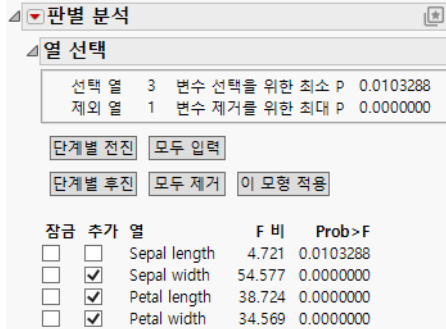 판별 분석
열 선택
선택 열 3 변수 선택을 위한 최소 P 0.0103288
제외 열 1 변수 제거를 위한 최대 P 0.0000000
단계별 전진 모두 입력
단계별 후진 모두 제거 이 모형 적용
잠금 추가 열 F 비 Prob>F
Sepal length 4.721 0.0103288
Sepal width 54.577 0.0000000
Petal length 38.724 0.0000000
Petal width 34.569 0.0000000